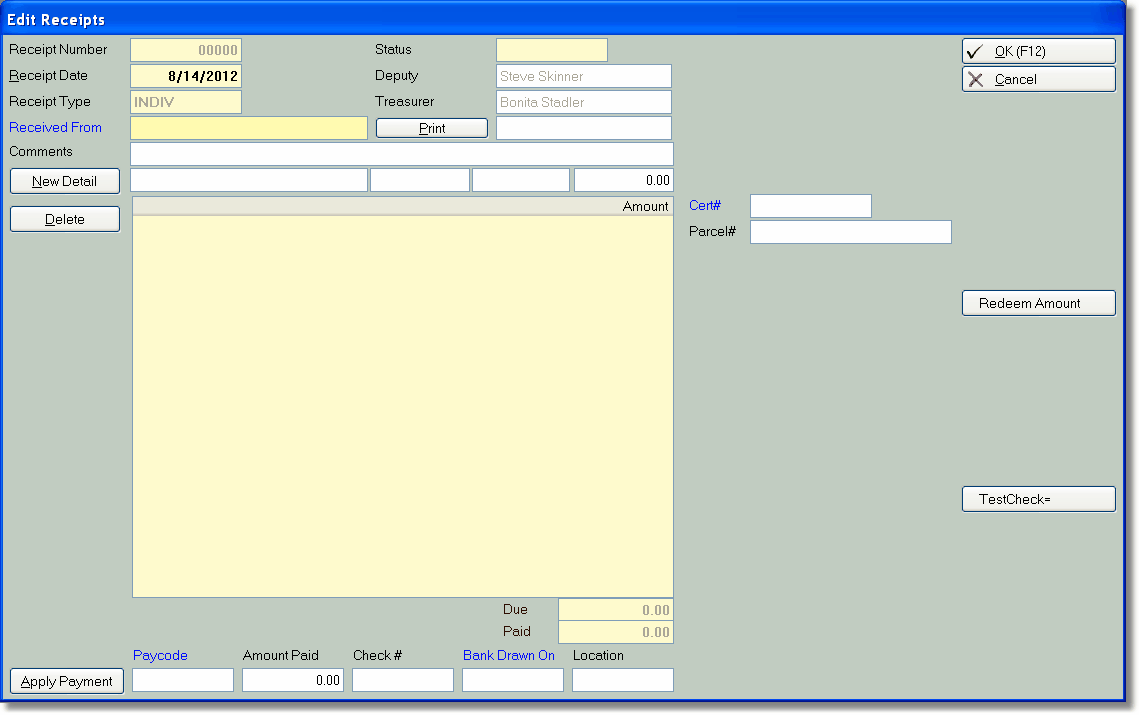 Edit Receipts
Receipt Number 00000 Status OK (F12)
Receipt Date 8/14/2012 Deputy Steve Skinner Cancel
Receipt Type INDIV Treasurer Bonita Stadler
Received From Print
Comments
New Detail 0.00
Amount Cert#
Delete
Parcel#
Redeem Amount
TestCheck=
Due 0.00
Paid 0.00
Paycode Amount Paid Check # Bank Drawn On Location
Apply Payment 0.00